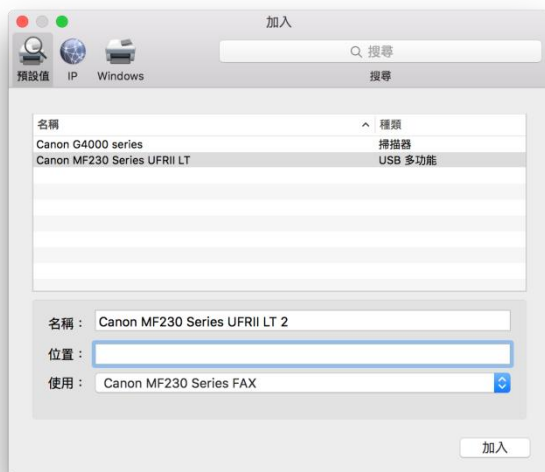 加入
搜尋
預設值 IP Windows 搜尋
名稱 種類
Canon G4000 series 掃描器
Canon MF230 Series UFRII LT USB 多功能
名稱： Canon MF230 Series UFRII LT 2
位置：
使用： Canon MF230 Series FAX
加入